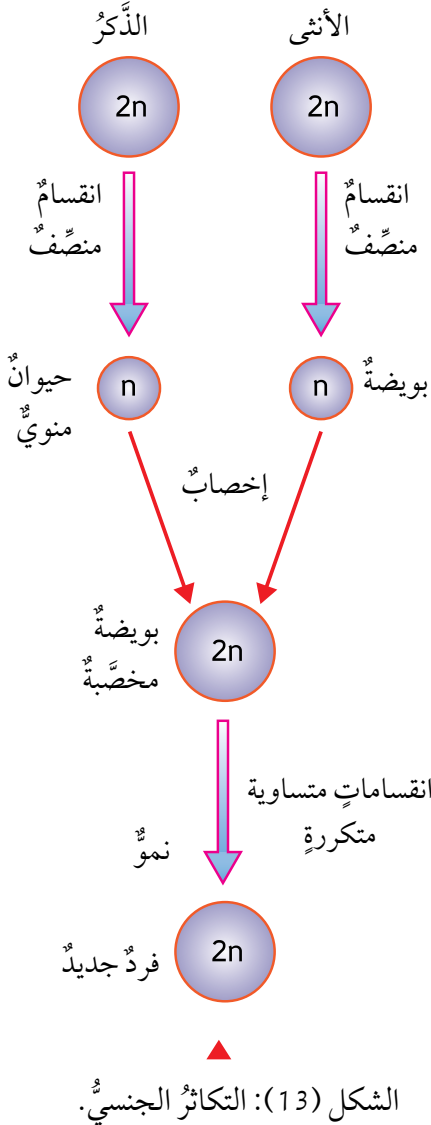 الأنثى
الذَّكرُ
2n
2n
انقسامٌ
منصِّفٌ
انقسامٌ
منصِّفٌ
بويضةٌ
n
n
حيوانٌ
منويٌّ
إخصابٌ
بويضةٌ
مخصَّبةٌ
2n
انقساماتٍ متساوية
متكررةٍ
نموٌّ
2n
فردٌ جديدٌ
الشكل (13): التكاثرُ الجنسيُّ.